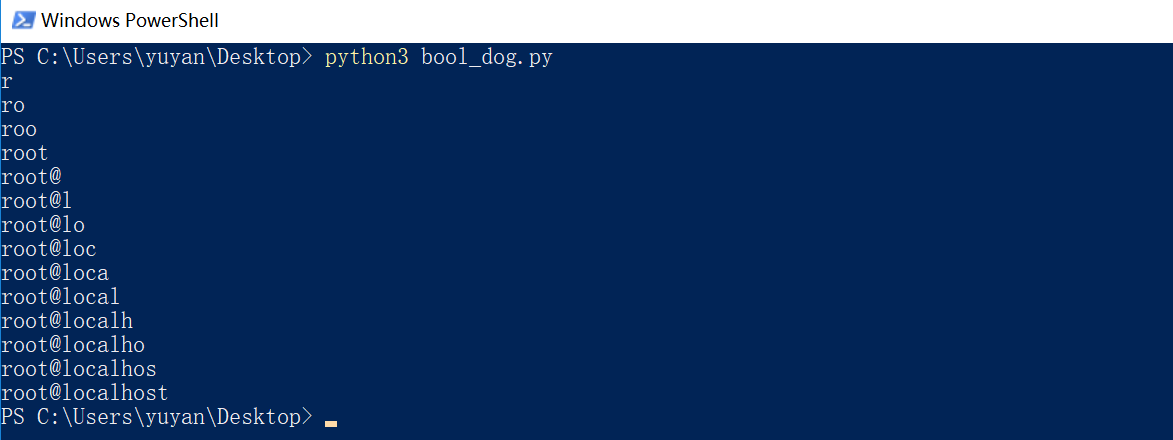 Windows PowerShell
PS C:\Users\yuyan\Desktop> python3 bool_dog.py
r
ro
roo
root
root@
root@l
root@lo
root@loc
root@loca
root@local
root@localh
root@localho
root@localhos
root@localhost
PS C:\Users\yuyan\Desktop>